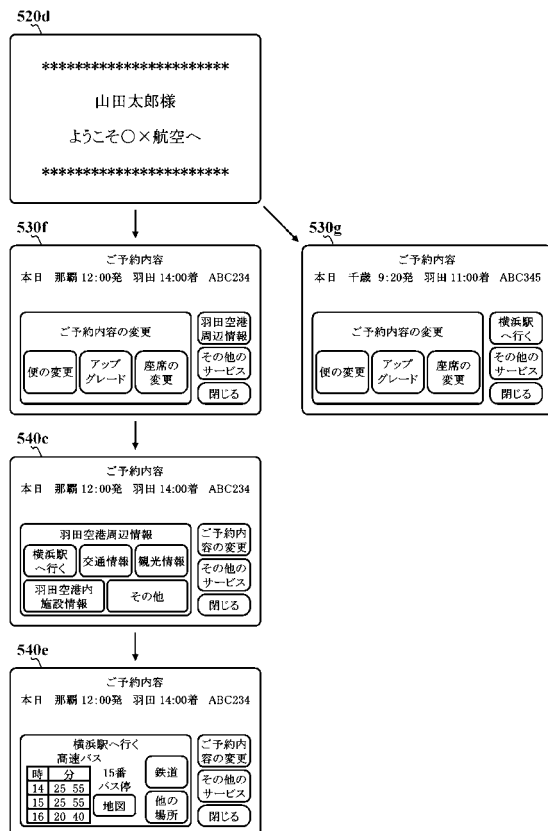 520d
***********************
山田太郎様
ようこそ〇×航空へ
***********************
530f
ご予約内容
本日 那覇 12:00発 羽田 14:00着 ABC234
ご予約内容の変更
便の変更
アップ
グレード
座席の
変更
羽田空港
周辺情報
その他の
サービス
閉じる
530g
ご予約内容
本日 千歳 9:20発 羽田 11:00着 ABC345
ご予約内容の変更
便の変更
アップ
グレード
座席の
変更
横浜駅
へ行く
その他の
サービス
閉じる
540c
ご予約内容
本日 那覇 12:00発 羽田 14:00着 ABC234
羽田空港周辺情報
横浜駅
へ行く
交通情報
観光情報
羽田空港内
施設情報
その他
ご予約内
容の変更
その他の
サービス
閉じる
540e
ご予約内容
本日 那覇 12:00発 羽田 14:00着 ABC234
横浜駅へ行く
高速バス
時 分
14 25 55
15 25 55
16 20 40
15番
バス停
地図
鉄道
他の
場所
ご予約内
容の変更
その他の
サービス
閉じる